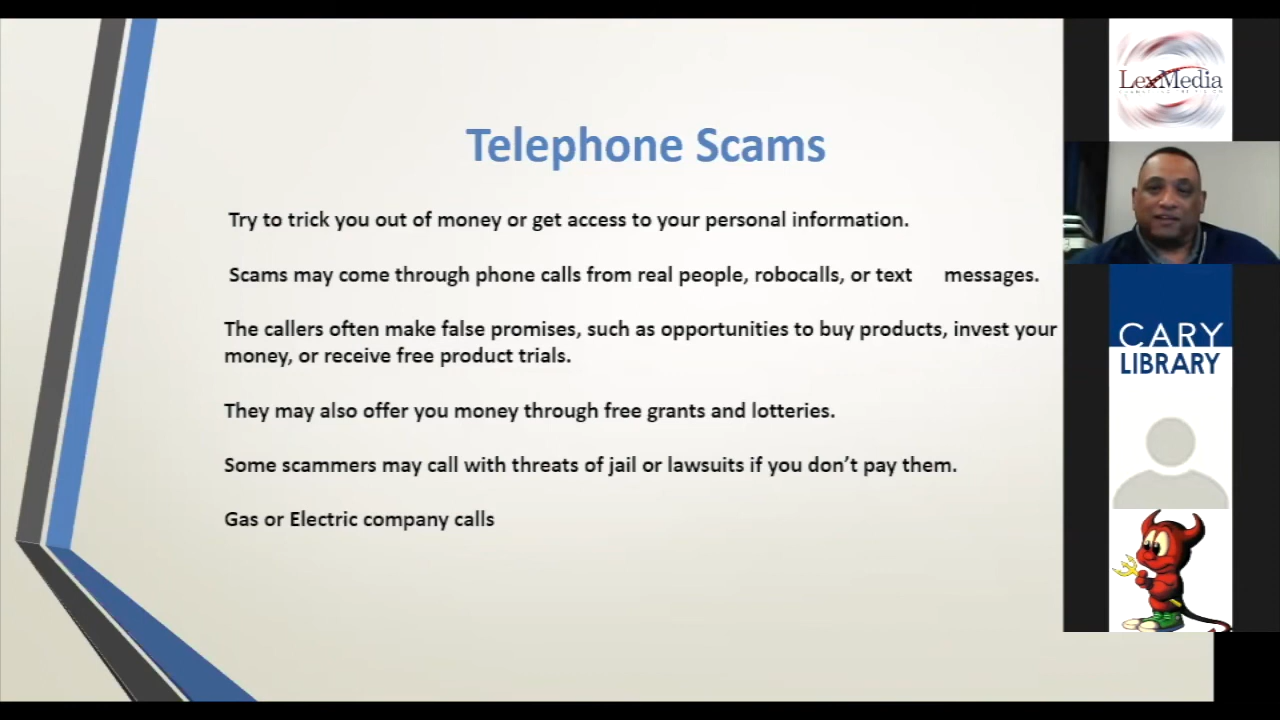 Telephone Scams
Try to trick you out of money or get access to your personal information.
Scams may come through phone calls from real people, robocalls, or text messages.
The callers often make false promises, such as opportunities to buy products, invest your
money, or receive free product trials.
They may also offer you money through free grants and lotteries.
Some scammers may call with threats of jail or lawsuits if you don’t pay them.
Gas or Electric company calls
LexMedia
CARY
LIBRARY